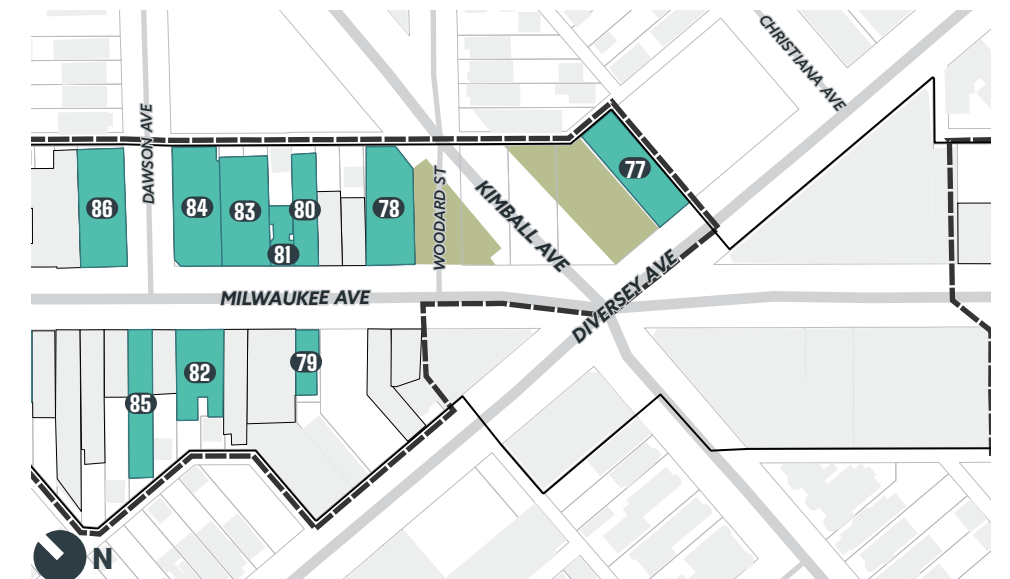 CHRISTIANA AVE
DAWSON AVE
77
WOODARD ST
KIMBALL AVE
86
84
83
80
78
81
DIVERSEY AVE
MILWAUKEE AVE
79
82
85
N